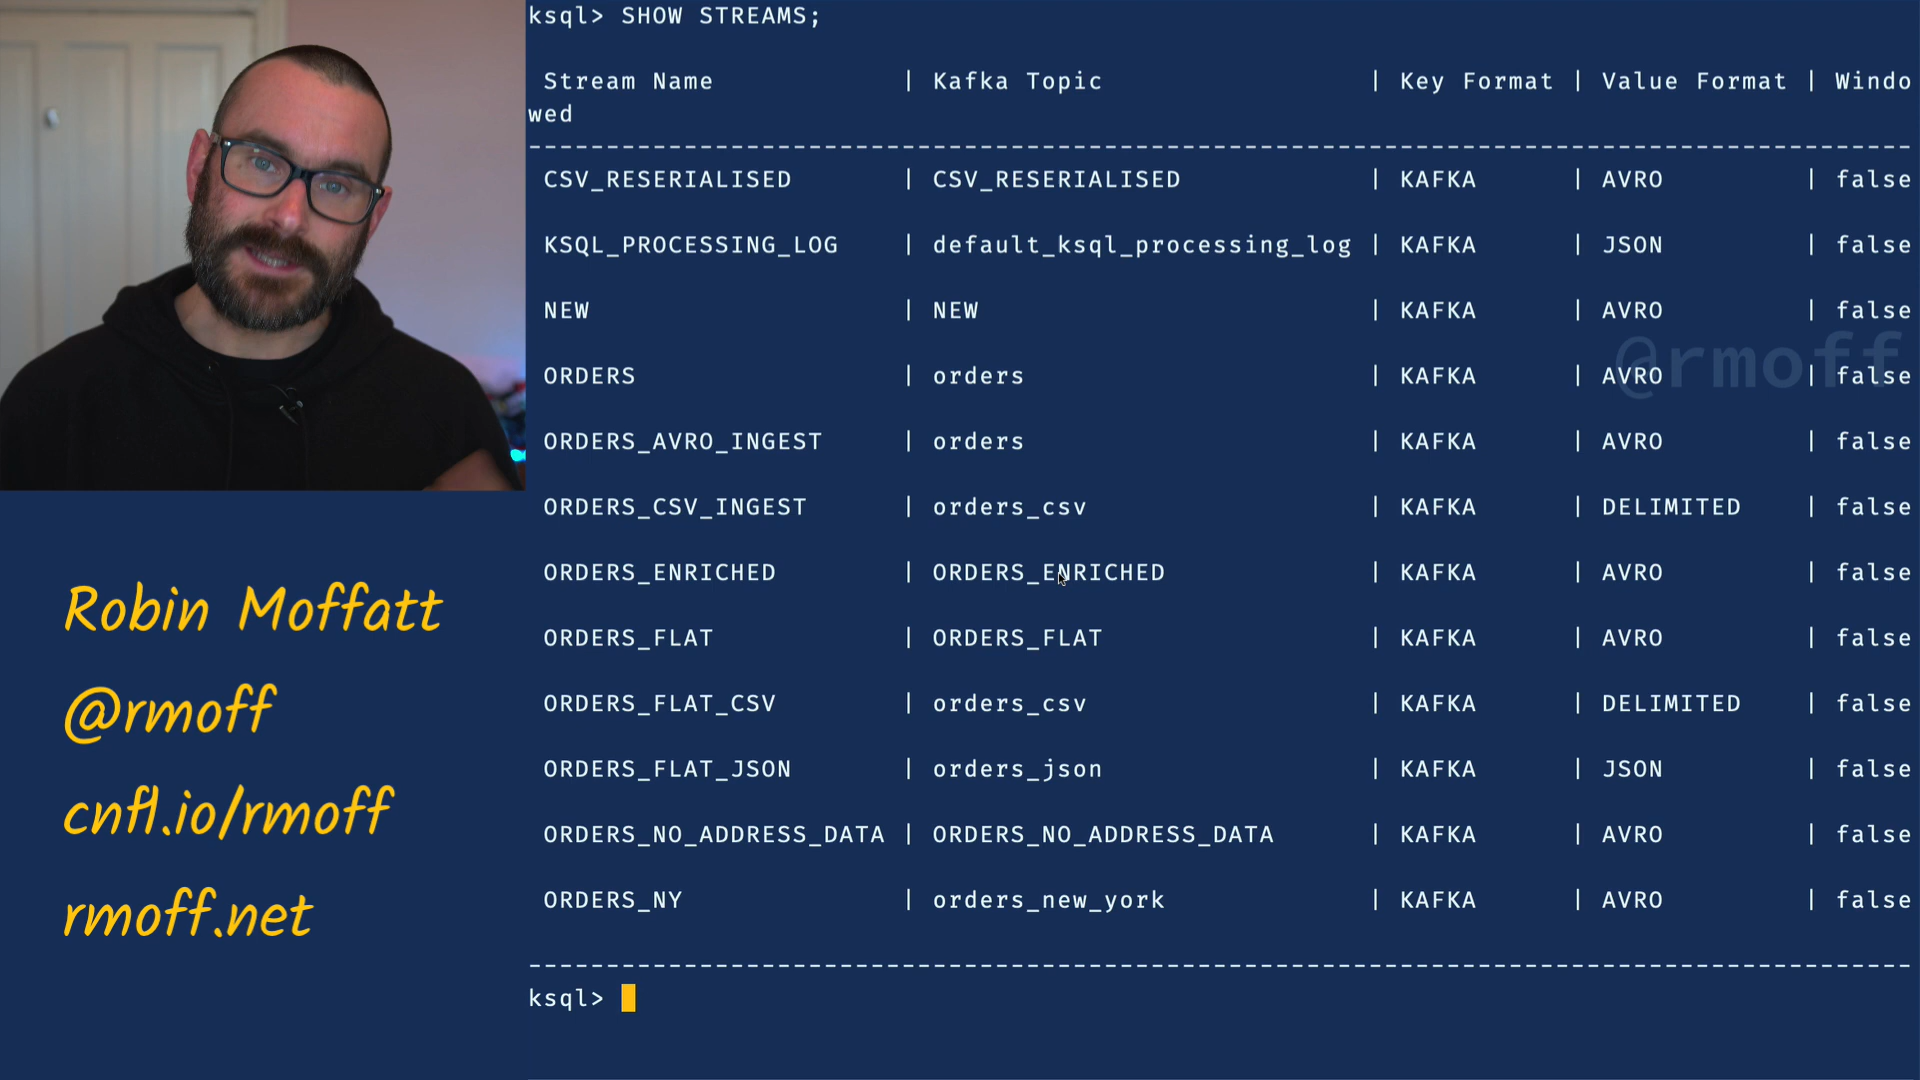 ksql> SHOW STREAMS;
Stream Name | Kafka Topic | Key Format | Value Format | Windo
wed
--------------------------------------------------------------------------------
CSV_RESERIALISED | CSV_RESERIALISED | KAFKA | AVRO | false
KSQL_PROCESSING_LOG | default_ksql_processing_log | KAFKA | JSON | false
NEW | NEW | KAFKA | AVRO | false
ORDERS | orders | KAFKA | AVRO | false
ORDERS_AVRO_INGEST | orders | KAFKA | AVRO | false
ORDERS_CSV_INGEST | orders_csv | KAFKA | DELIMITED | false
ORDERS_ENRICHED | ORDERS_ENRICHED | KAFKA | AVRO | false
ORDERS_FLAT | ORDERS_FLAT | KAFKA | AVRO | false
ORDERS_FLAT_CSV | orders_csv | KAFKA | DELIMITED | false
ORDERS_FLAT_JSON | orders_json | KAFKA | JSON | false
ORDERS_NO_ADDRESS_DATA | ORDERS_NO_ADDRESS_DATA | KAFKA | AVRO | false
ORDERS_NY | orders_new_york | KAFKA | AVRO | false
--------------------------------------------------------------------------------
ksql>
@rmoff
Robin Moffatt
@rmoff
cnfl.io/rmoff
rmoff.net